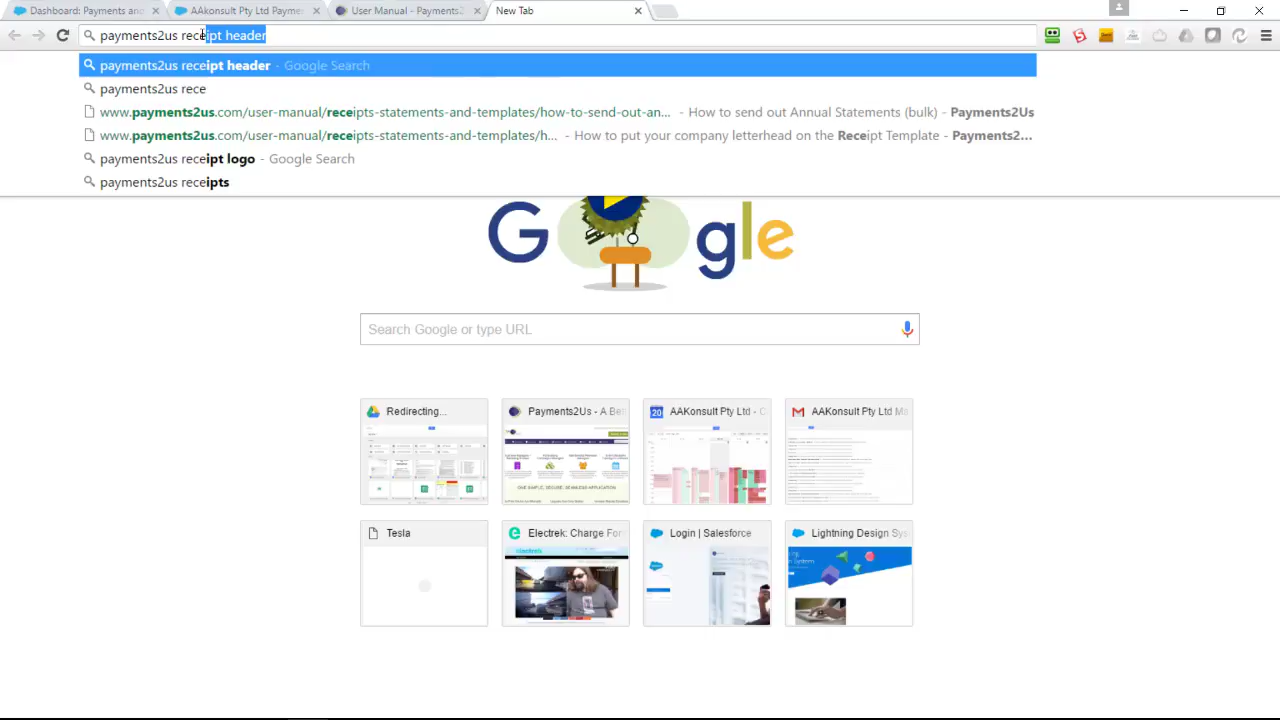 Dashboard: Payments and
AAkonsult Pty Ltd Payme
User Manual - Payments2
New Tab
payments2us receipt header
payments2us receipt header - Google Search
payments2us rece
www.payments2us.com/user-manual/receipts-statements-and-templates/how-to-send-out-an... - How to send out Annual Statements (bulk) - Payments2Us
www.payments2us.com/user-manual/receipts-statements-and-templates/h... - How to put your company letterhead on the Receipt Template - Payments2...
payments2us receipt logo - Google Search
payments2us receipts
G gle
Search Google or type URL
Redirecting...
Payments2Us - A Be
20 AAKonsult Pty Ltd - C
AAKonsult Pty Ltd Ma
Tesla
Electrek: Charge For
Login | Salesforce
Lightning Design Sys